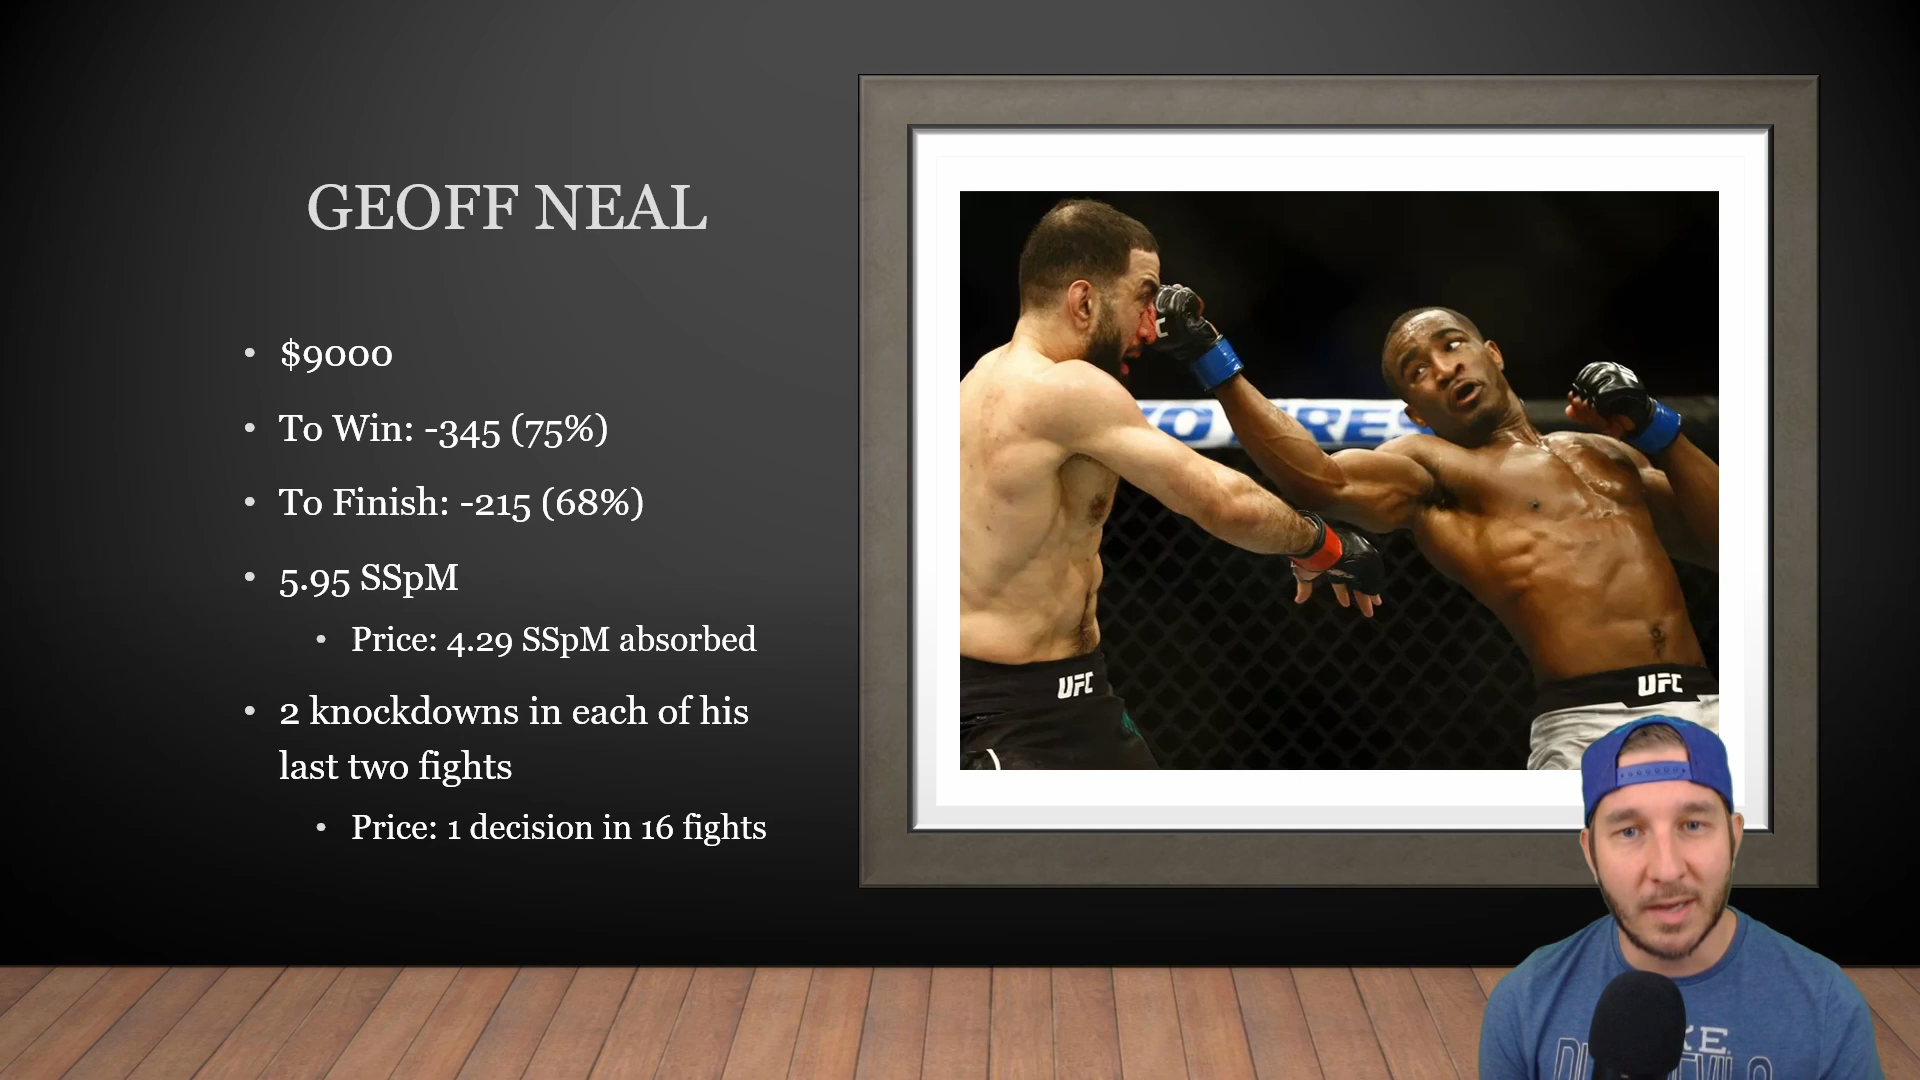 GEOFF NEAL
• $9000
• To Win: -345 (75%)
• To Finish: -215 (68%)
• 5.95 SSpM
• Price: 4.29 SSpM absorbed
• 2 knockdowns in each of his
last two fights
• Price: 1 decision in 16 fights
UFC
UFC